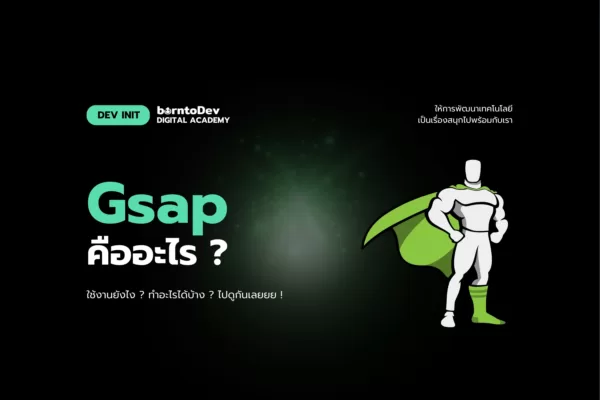 DEV INIT
borntoDev
DIGITAL ACADEMY
ให้การพัฒนาเทคโนโลยี
เป็นเรื่องสนุกไปพร้อมกับเรา
Gsap
คืออะไร ?
ใช้งานยังไง ? ทำอะไรได้บ้าง ? ไปดูกันเลยยย !